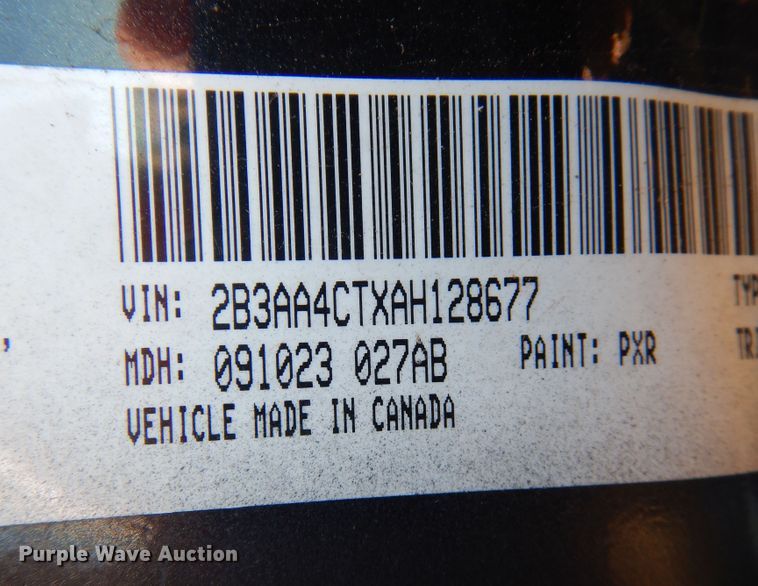 VIN: 2B3AA4CTXAH128677
MDH: 091023 027AB PAINT: PXR
VEHICLE MADE IN CANADA
Purple Wave Auction